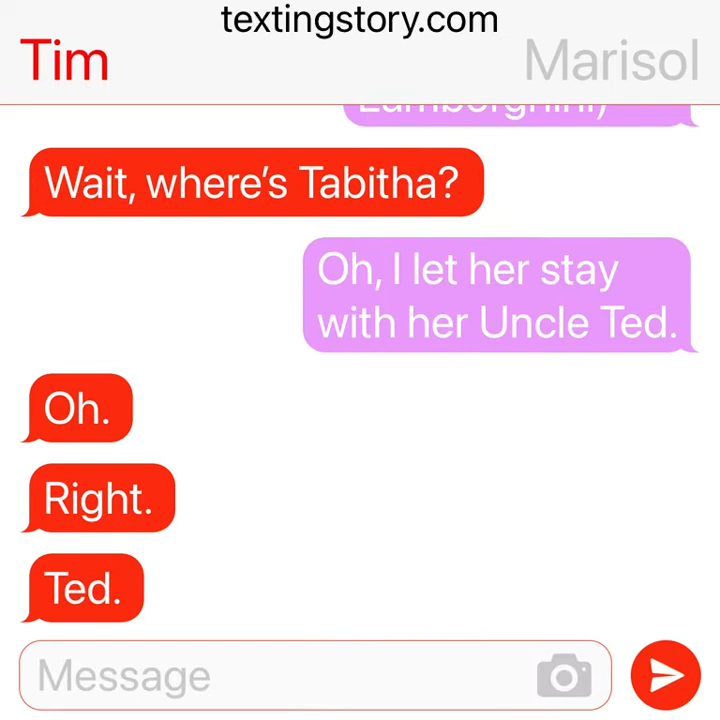 textingstory.com
Tim
Marisol
Lamborghini)
Wait, where's Tabitha?
Oh, I let her stay
with her Uncle Ted.
Oh.
Right.
Ted.
Message